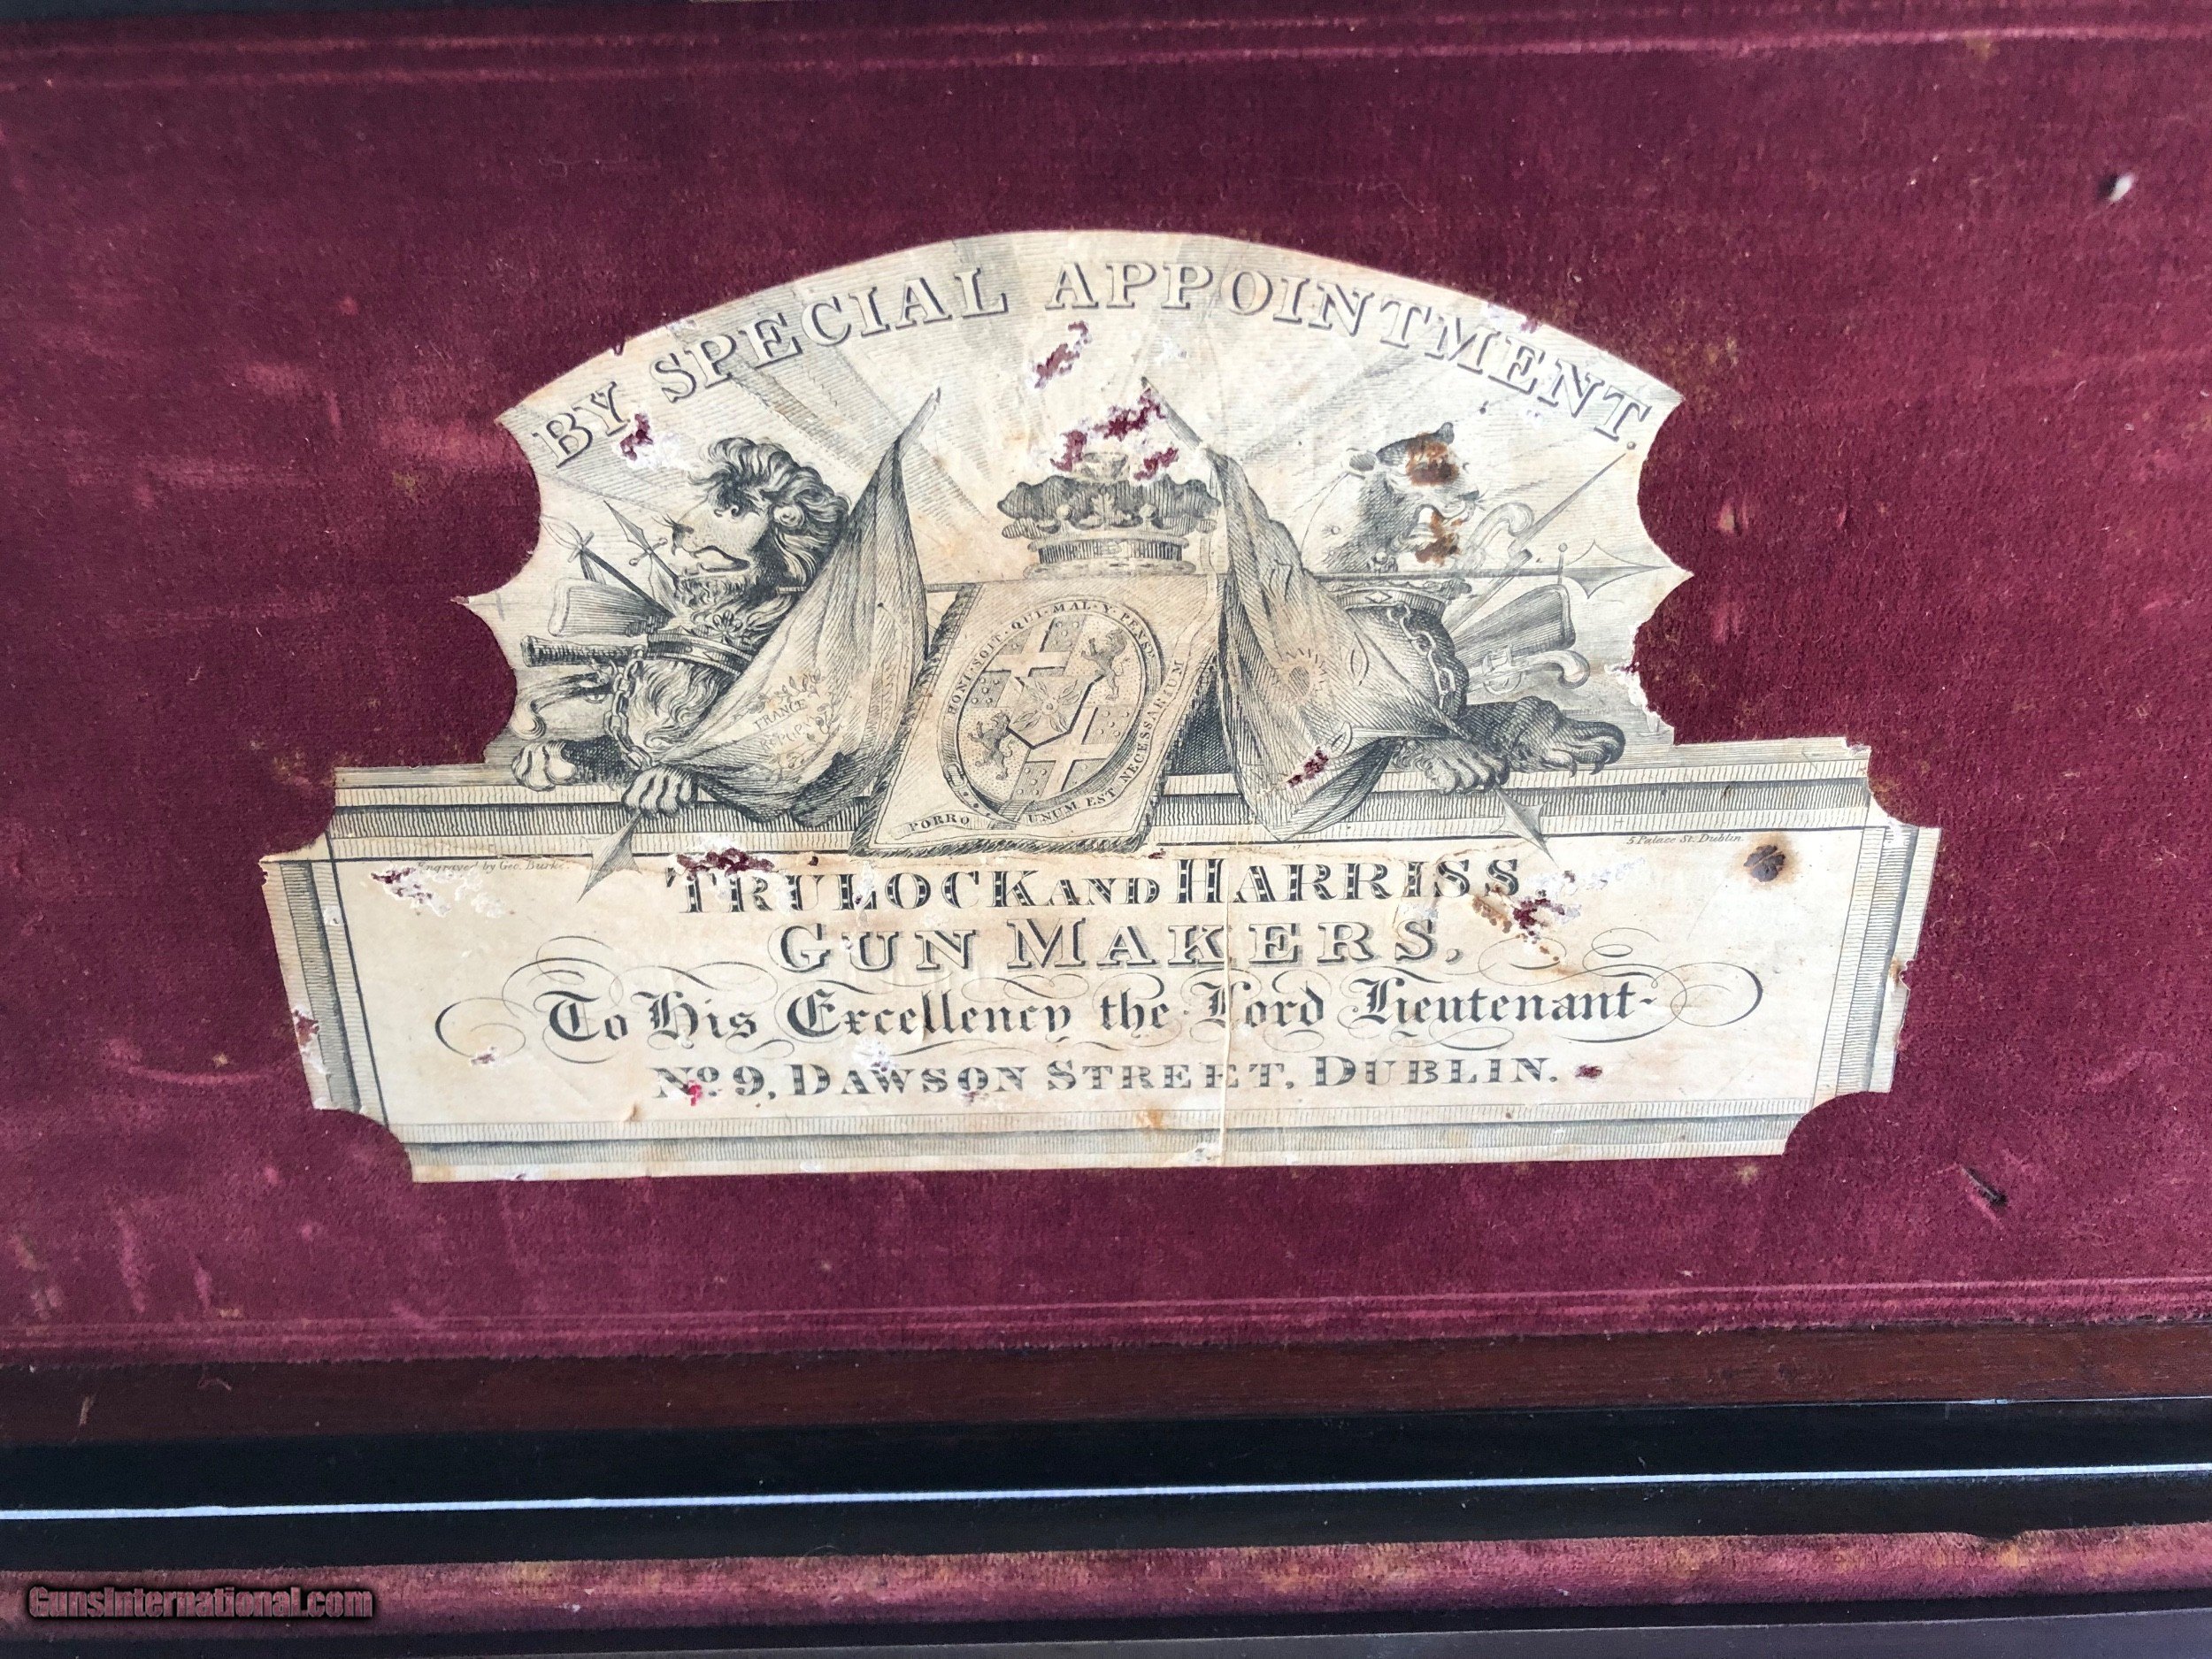 BY SPECIAL APPOINTMENT.
HONI · SOIT · QUI · MAL · Y · PENSE
FRANCE
REPUB
PORRO UNUM EST NECESSARIUM
Engraved by Geo. Burke
5 Palace St. Dublin.
TRULOCK AND HARRISS,
GUN MAKERS,
To His Excellency the Lord Lieutenant
No. 9, DAWSON STREET, DUBLIN.
GunsInternational.com